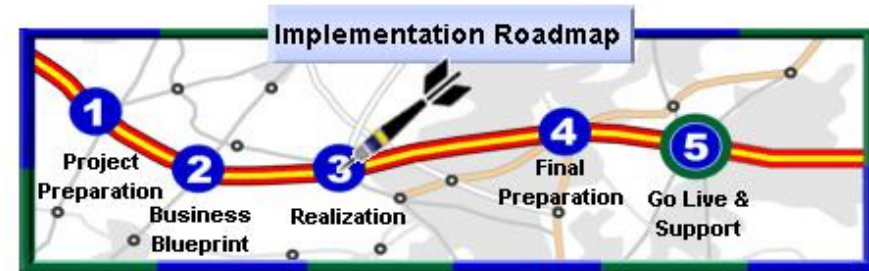 Implementation Roadmap
1
Project
Preparation
2
Business
Blueprint
3
Realization
4
Final
Preparation
5
Go Live &
Support